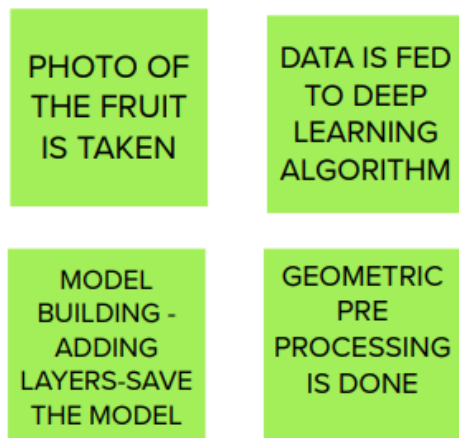 PHOTO OF
THE FRUIT
IS TAKEN
DATA IS FED
TO DEEP
LEARNING
ALGORITHM
MODEL
BUILDING -
ADDING
LAYERS-SAVE
THE MODEL
GEOMETRIC
PRE
PROCESSING
IS DONE